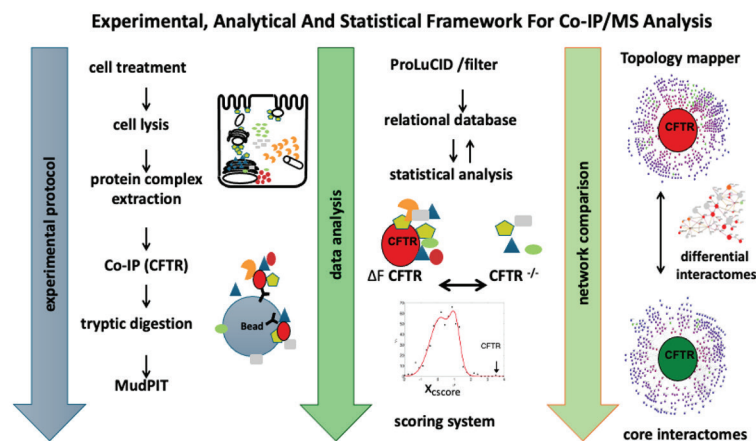 Experimental, Analytical And Statistical Framework For Co-IP/MS Analysis
experimental protocol
cell treatment
cell lysis
protein complex
extraction
Co-IP (CFTR)
tryptic digestion
MudPIT
Bead
data analysis
ProLuCID /filter
relational database
statistical analysis
CFTR
ΔF CFTR
CFTR -/-
CFTR
Xcscore
scoring system
network comparison
Topology mapper
CFTR
differential
interactomes
CFTR
core interactomes